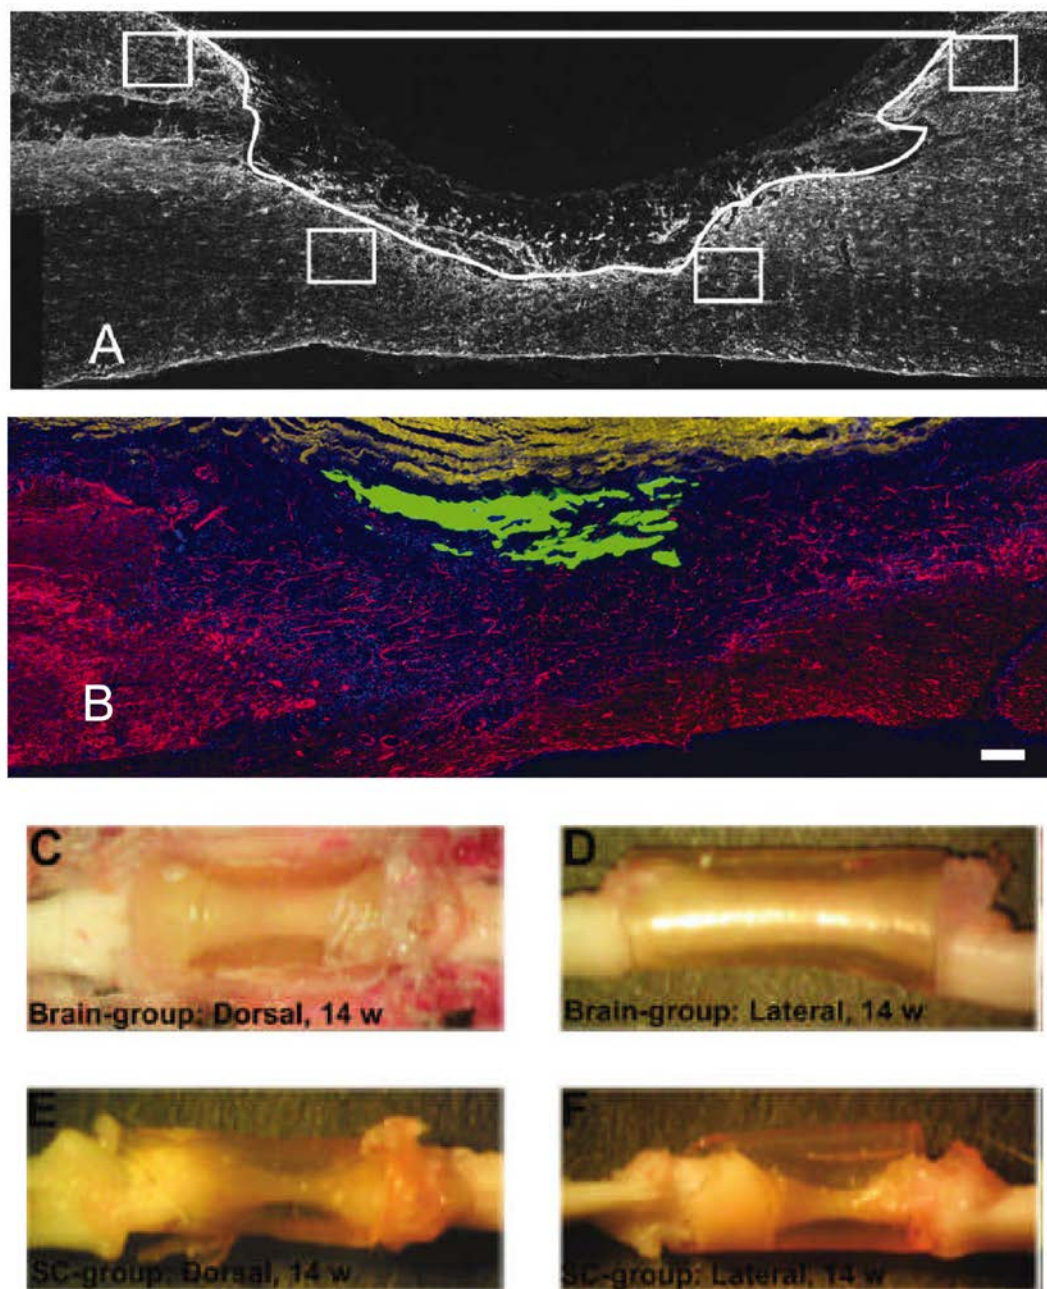 A
B
C
Brain-group: Dorsal, 14 w
D
Brain-group: Lateral, 14 w
E
SC-group: Dorsal, 14 w
F
SC-group: Lateral, 14 w